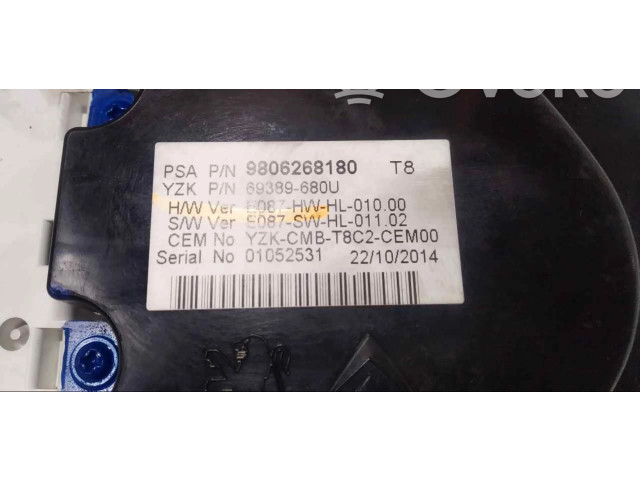 PSA P/N 9806268180 T8
YZK P/N 69389-680U
H/W Ver E087-HW-HL-010.00
S/W Ver E087-SW-HL-011.02
CEM No YZK-CMB-T8C2-CEM00
Serial No 01052531 22/10/2014